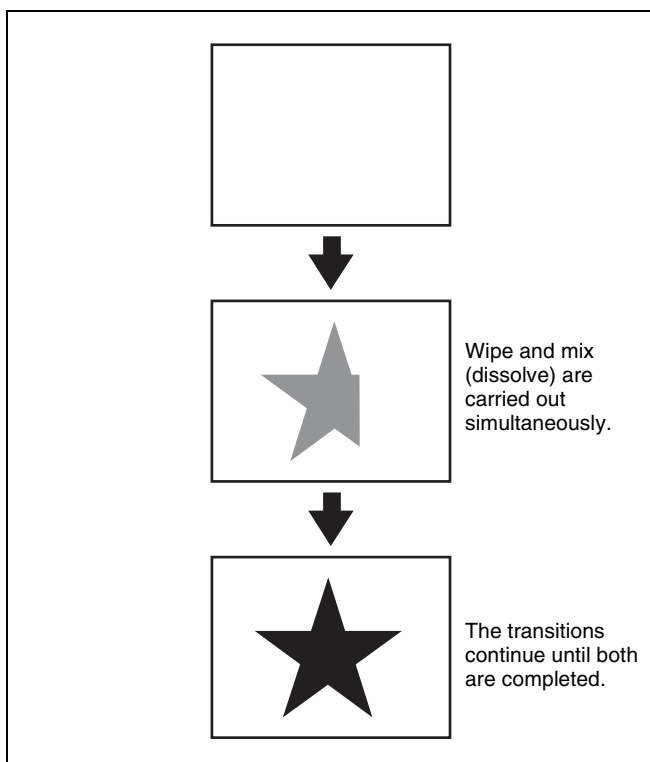 Wipe and mix
(dissolve) are
carried out
simultaneously.
The transitions
continue until both
are completed.